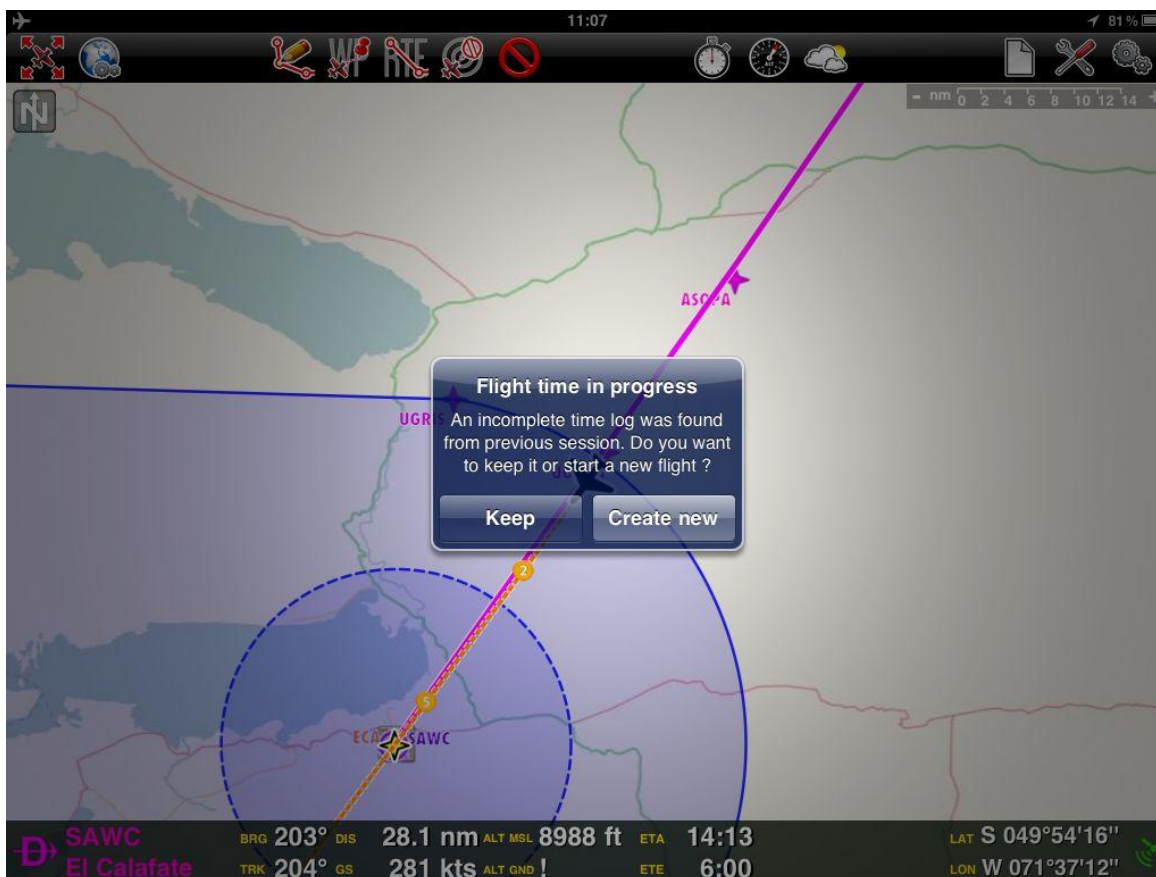 11:07
81%
WP
RTE
N
- nm 0 2 4 6 8 10 12 14 +
ASOPA
Flight time in progress
UGRIS
An incomplete time log was found
from previous session. Do you want
to keep it or start a new flight ?
Keep
Create new
2
5
ECA
SAWC
D SAWC
El Calafate
BRG 203° DIS 28.1 nm ALT MSL 8988 ft ETA 14:13
TRK 204° GS 281 kts ALT GND ! ETE 6:00
LAT S 049°54'16"
LON W 071°37'12"